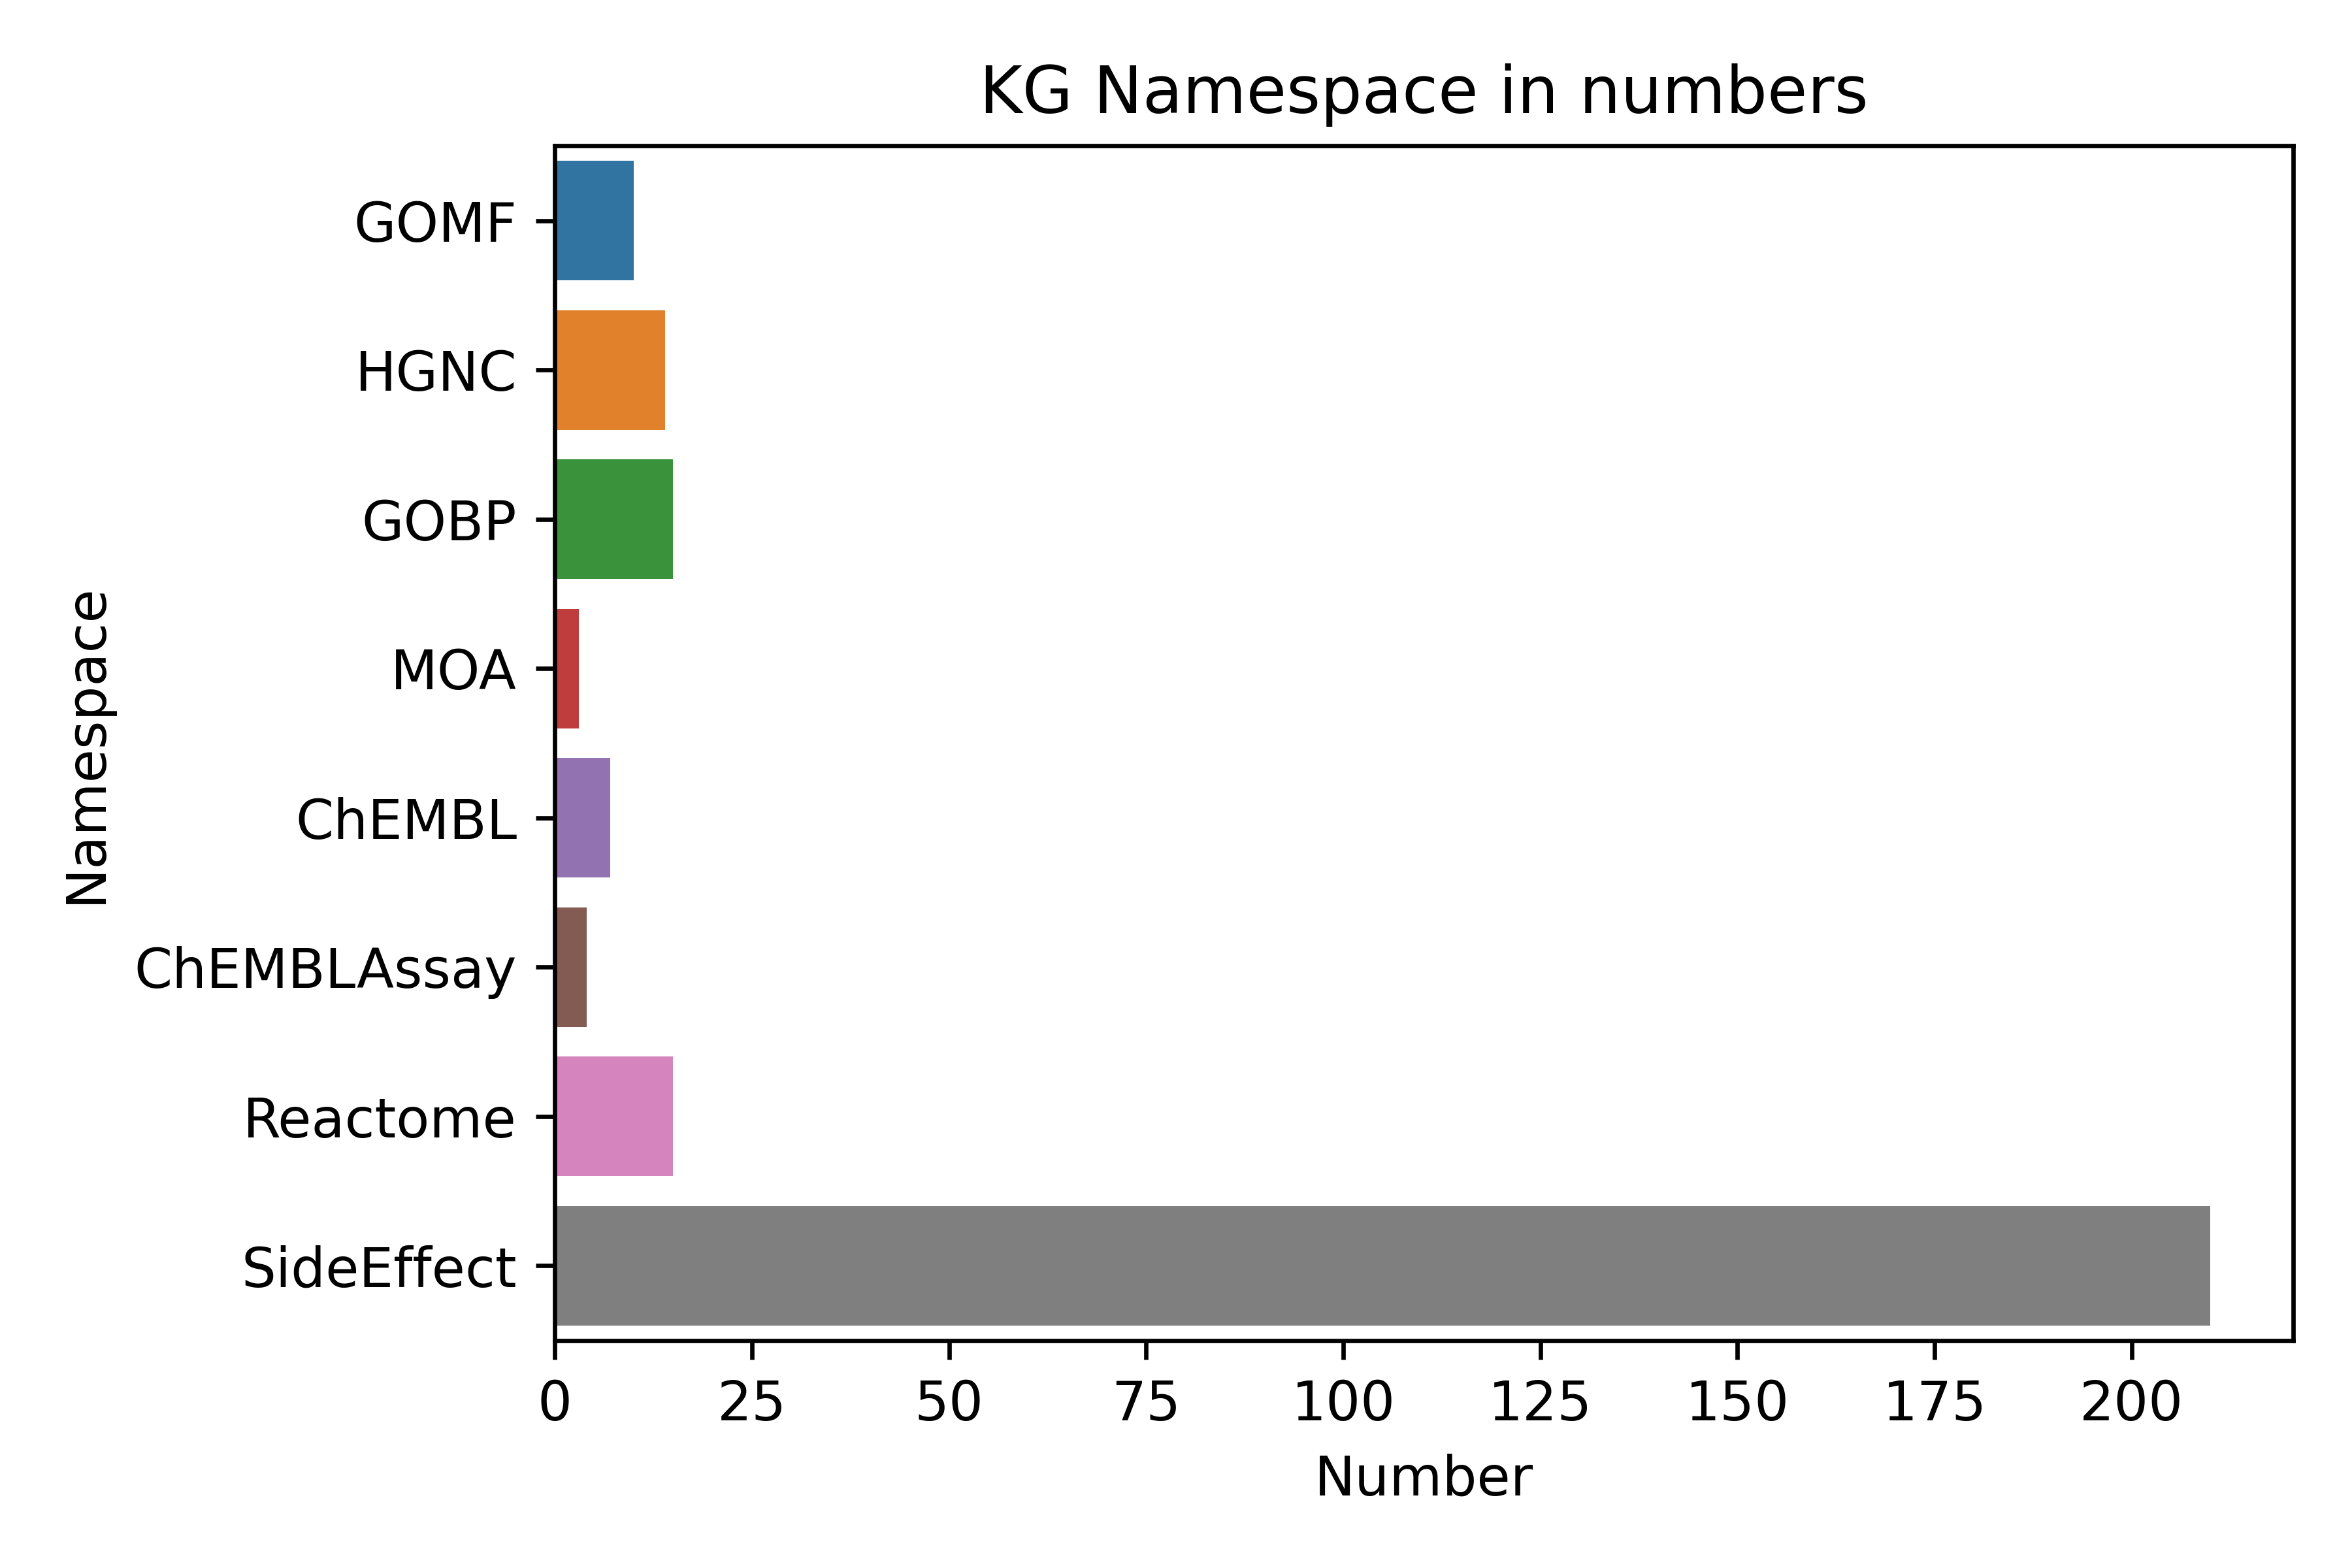 KG Namespace in numbers
Namespace
GOMF
HGNC
GOBP
MOA
ChEMBL
ChEMBLAssay
Reactome
SideEffect
0 25 50 75 100 125 150 175 200
Number